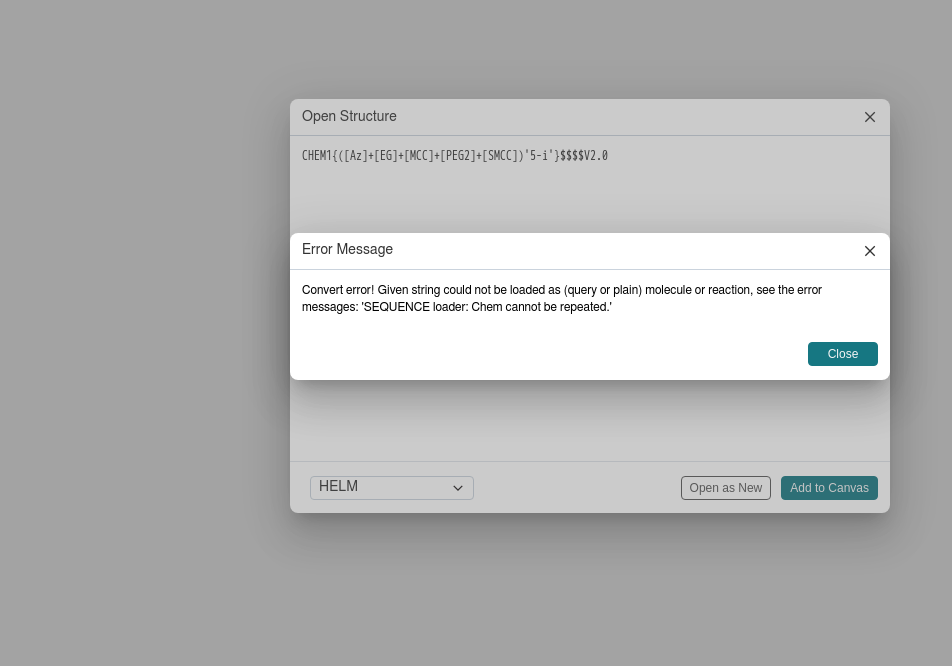 Open Structure
CHEM1{([Az]+[EG]+[MCC]+[PEG2]+[SMCC])'5-i'}$$$$V2.0
Error Message
Convert error! Given string could not be loaded as (query or plain) molecule or reaction, see the error
messages: 'SEQUENCE loader: Chem cannot be repeated.'
Close
HELM
Open as New
Add to Canvas